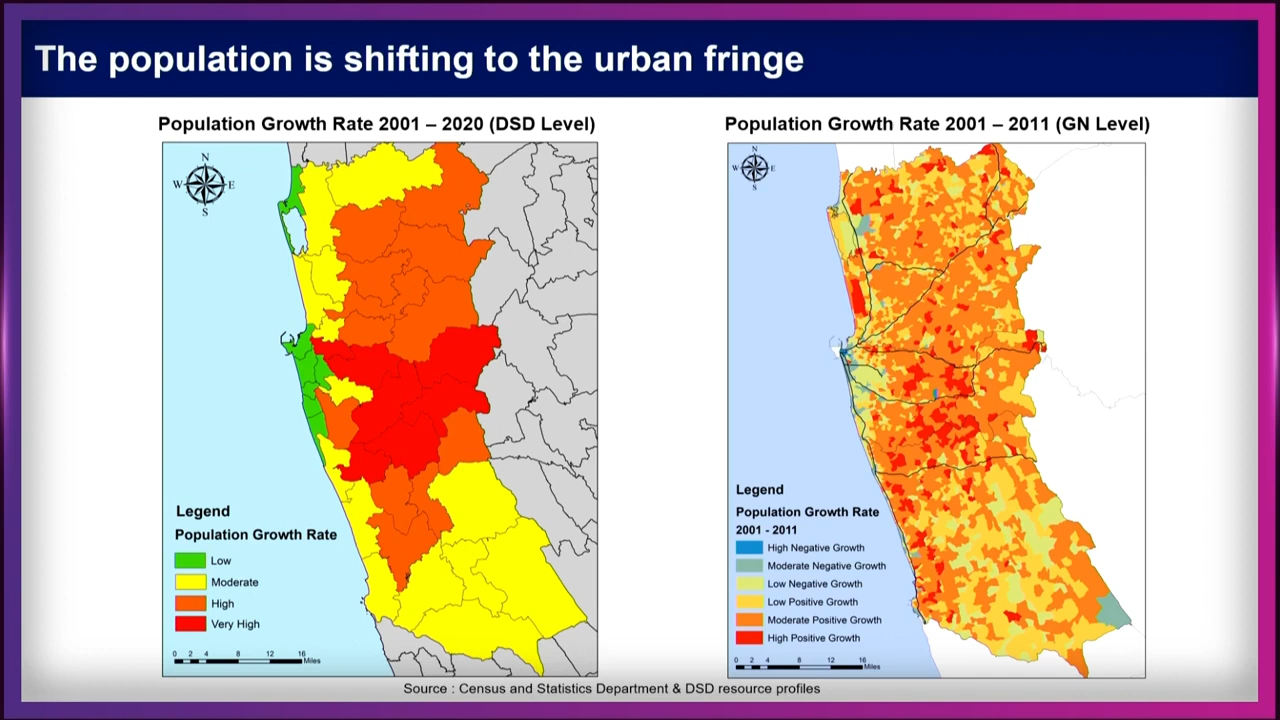 The population is shifting to the urban fringe
Population Growth Rate 2001 – 2020 (DSD Level)
N
W
E
S
Legend
Population Growth Rate
Low
Moderate
High
Very High
0 2 4 8 12 16
Miles
Population Growth Rate 2001 – 2011 (GN Level)
N
W
E
S
Legend
Population Growth Rate
2001 - 2011
High Negative Growth
Moderate Negative Growth
Low Negative Growth
Low Positive Growth
Moderate Positive Growth
High Positive Growth
0 2 4 8 12 16
Miles
Source : Census and Statistics Department & DSD resource profiles